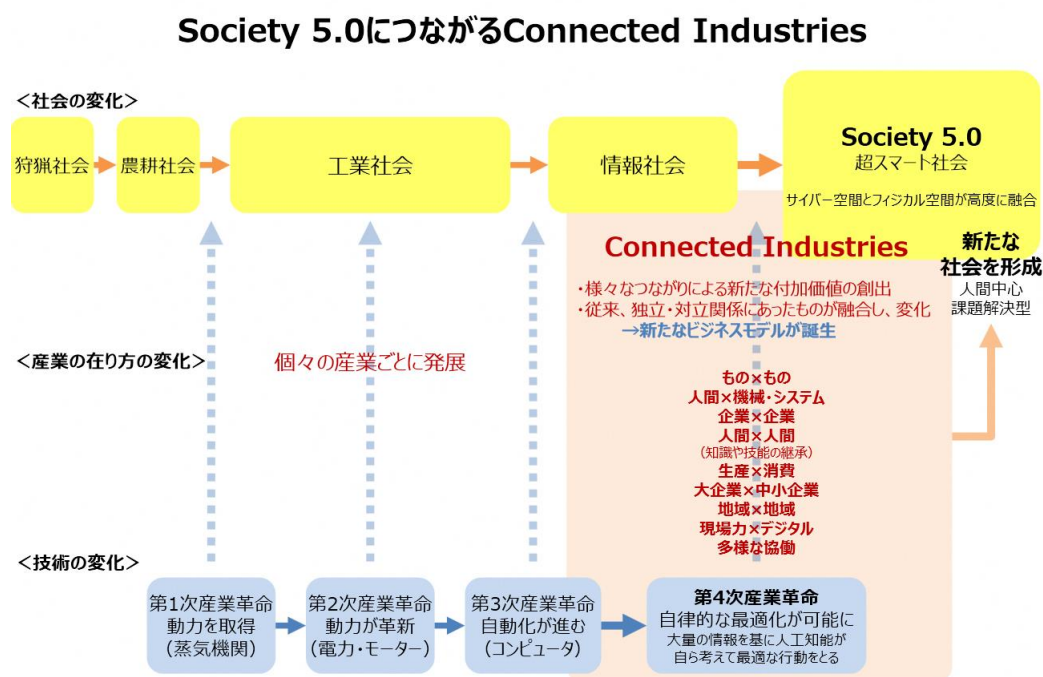 Society 5.0につながるConnected Industries
＜社会の変化＞
狩猟社会
農耕社会
工業社会
情報社会
Society 5.0
超スマート社会
サイバー空間とフィジカル空間が高度に融合
Connected Industries
・様々なつながりによる新たな付加価値の創出
・従来、独立・対立関係にあったものが融合し、変化
→新たなビジネスモデルが誕生
新たな
社会を形成
人間中心
課題解決型
＜産業の在り方の変化＞
個々の産業ごとに発展
もの×もの
人間×機械・システム
企業×企業
人間×人間
（知識や技能の継承）
生産×消費
大企業×中小企業
地域×地域
現場力×デジタル
多様な協働
＜技術の変化＞
第1次産業革命
動力を取得
（蒸気機関）
第2次産業革命
動力が革新
（電力・モーター）
第3次産業革命
自動化が進む
（コンピュータ）
第4次産業革命
自律的な最適化が可能に
大量の情報を基に人工知能が
自ら考えて最適な行動をとる